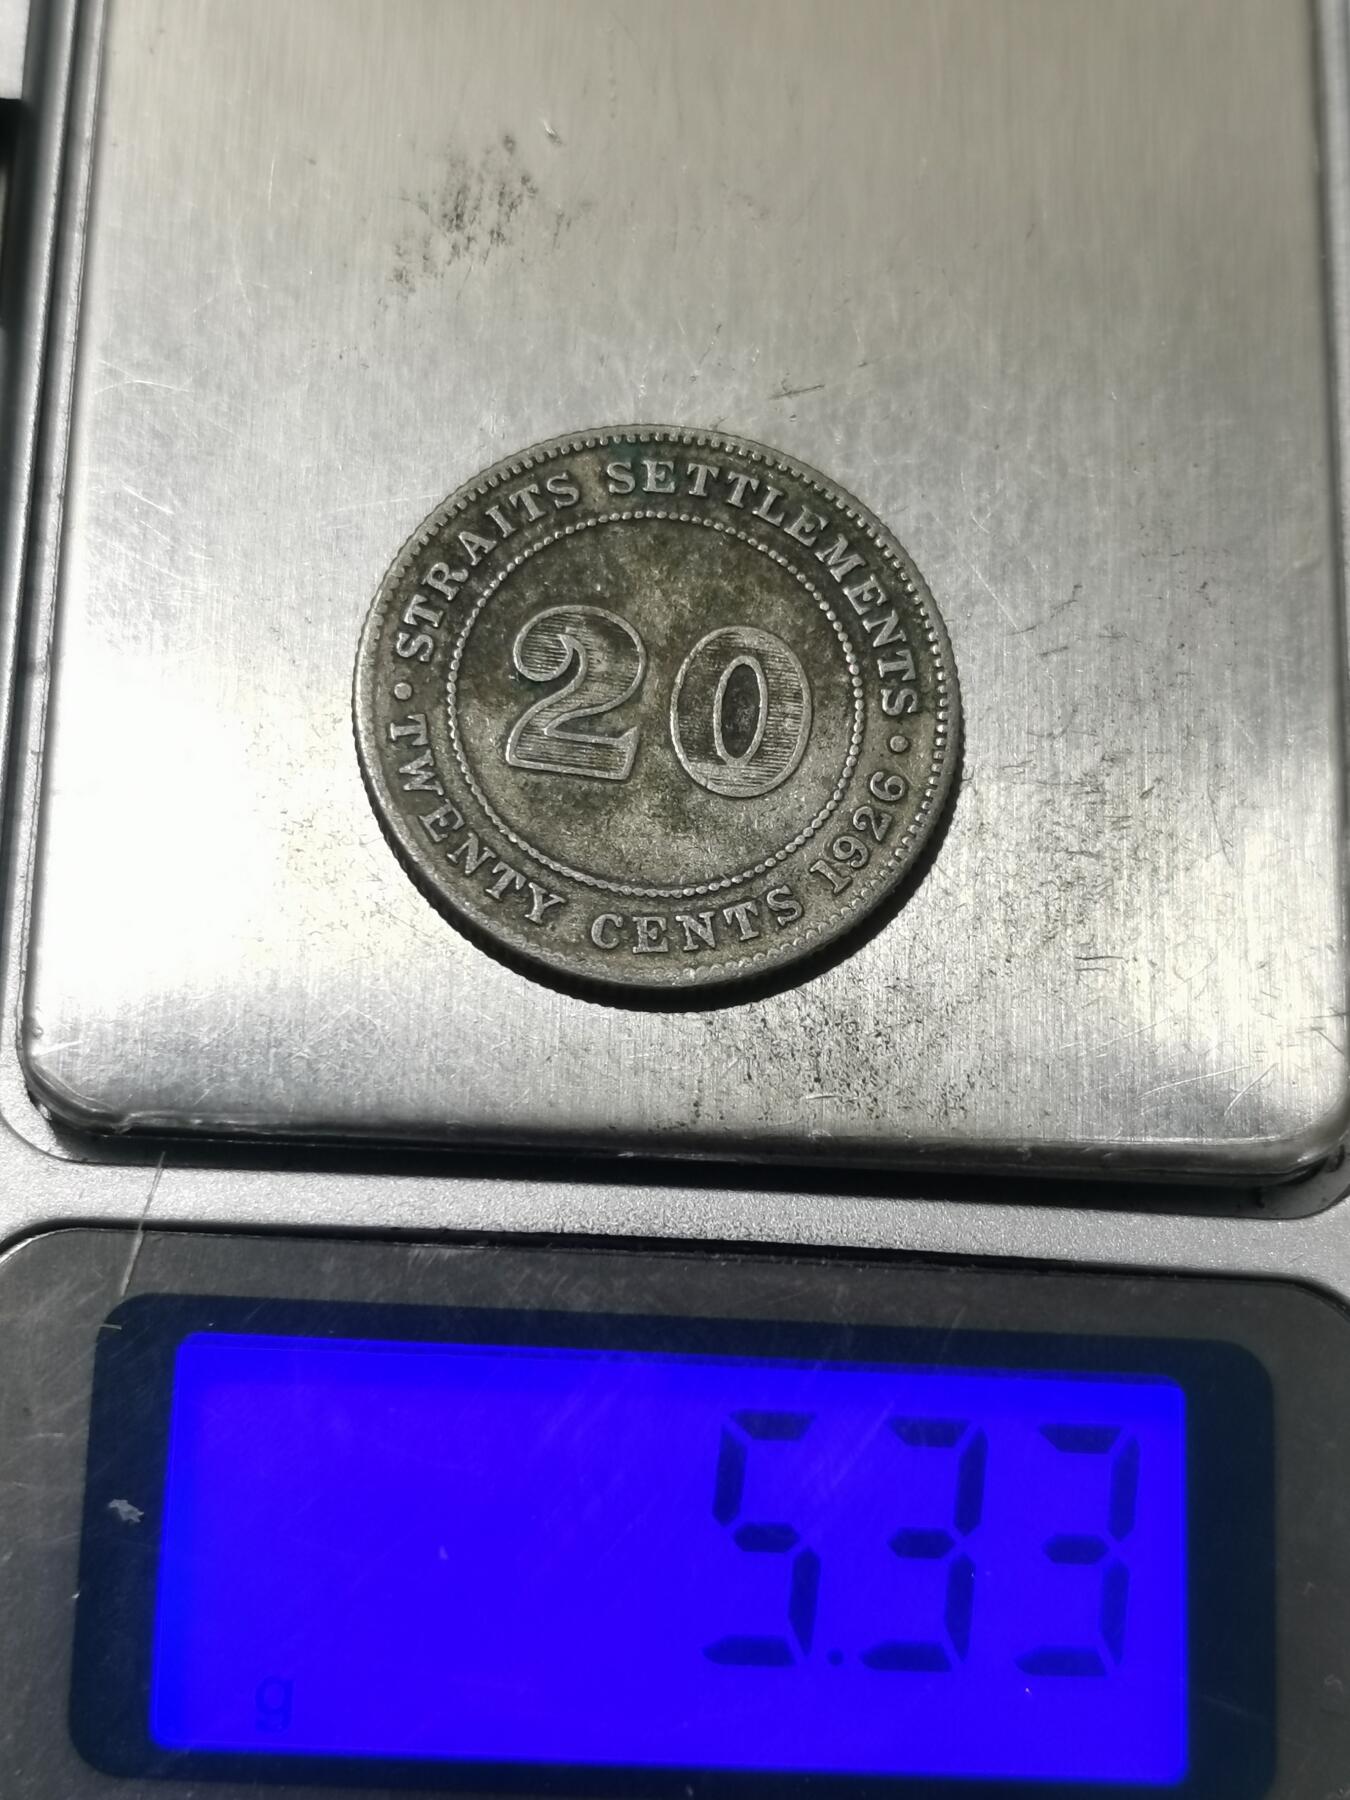 • STRAITS SETTLEMENTS •
20
TWENTY CENTS 1926
5.33
g